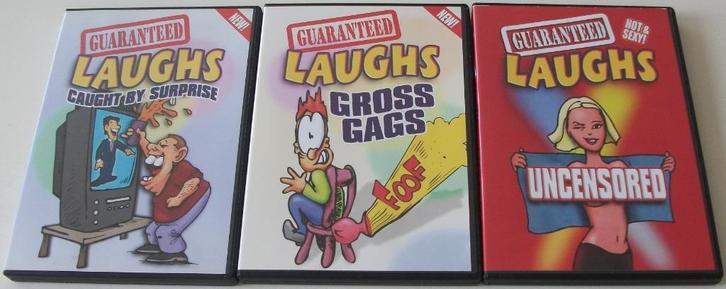 GUARANTEED
NEW!
LAUGHS
CAUGHT BY SURPRISE
GUARANTEED
NEW!
LAUGHS
GROSS
GAGS
FOOF
GUARANTEED
HOT &
SEXY!
LAUGHS
UNCENSORED